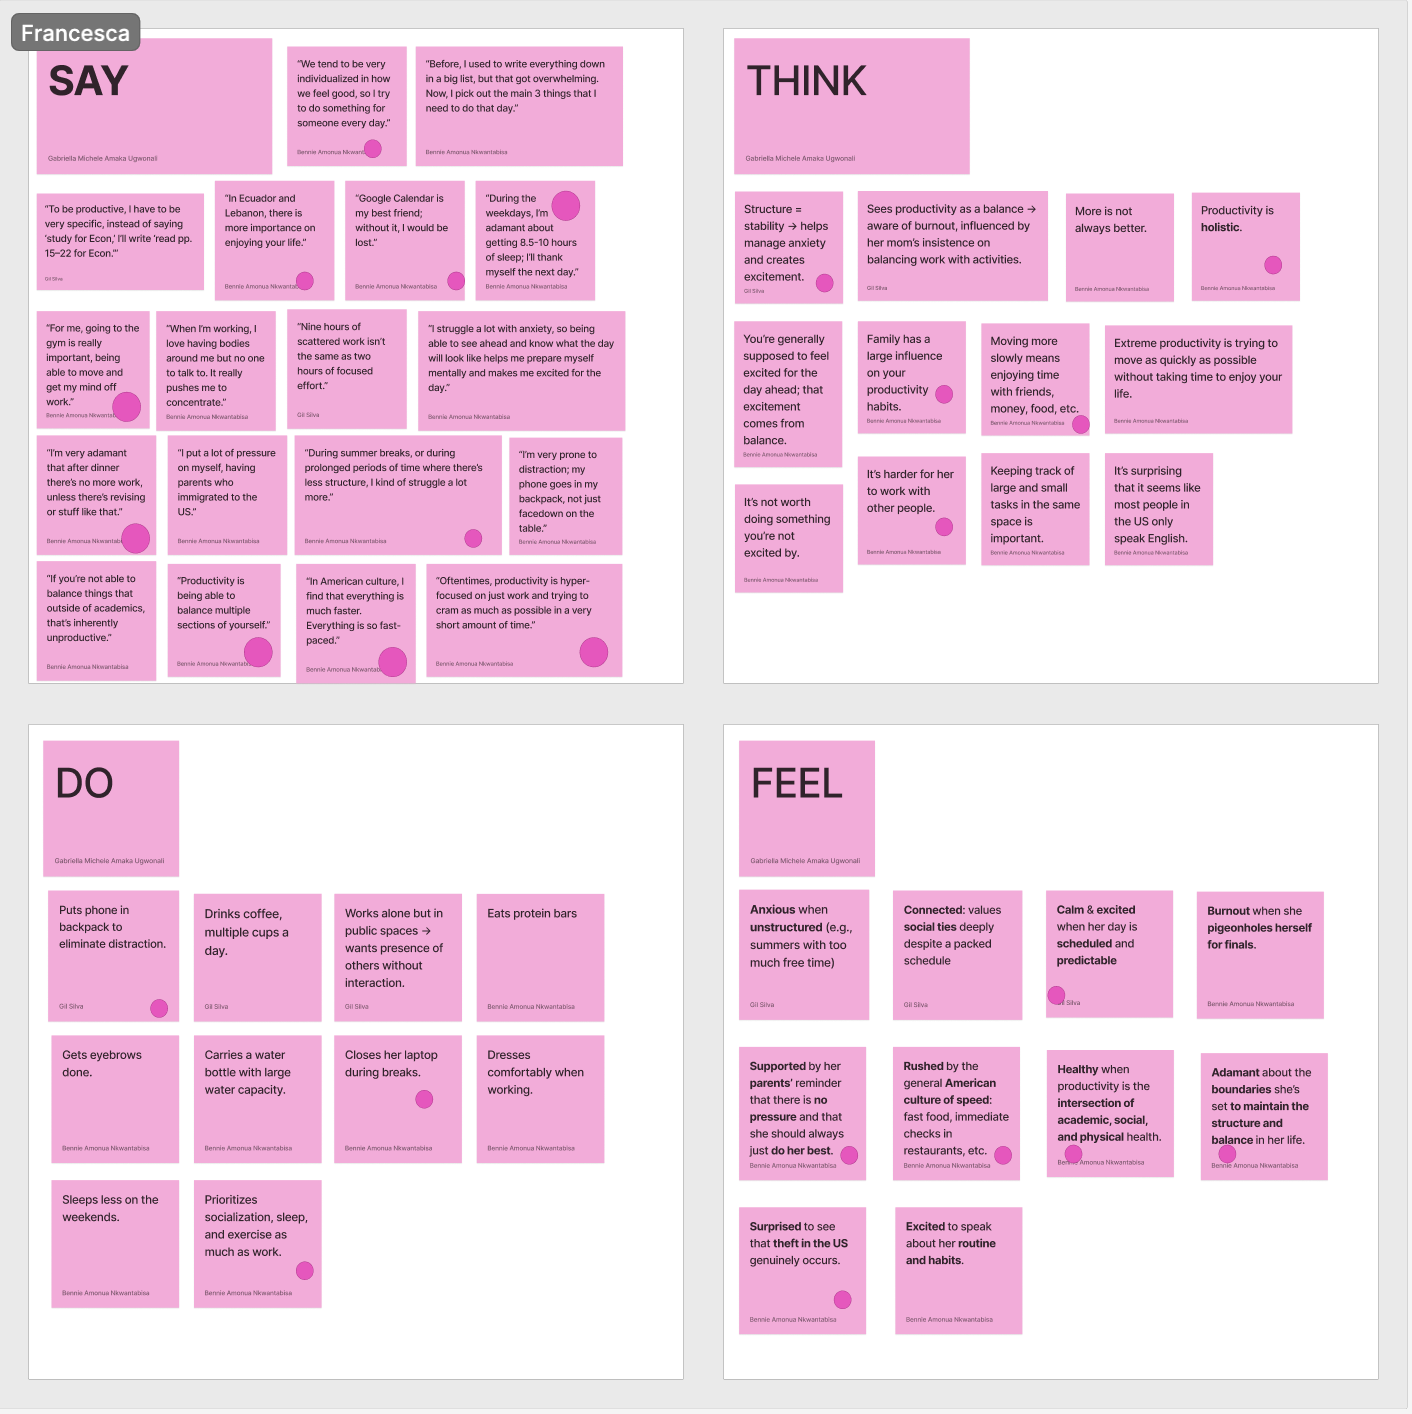 Francesca
SAY
Gabriella Michele Amaka Ugwonali
“We tend to be very
individualized in how
we feel good, so I try
to do something for
someone every day.”
Bennie Amonua
“Before, I used to write everything down
in a big list, but that got overwhelming.
Now, I pick out the main 3 things that I
need to do that day.”
Bennie Amonua Nkwantabisa
“To be productive, I have to be
very specific, instead of saying
‘study for Econ,’ I’ll write ‘read pp.
15–22 for Econ.’”
Gil Silva
“In Ecuador and
Lebanon, there is
more importance on
enjoying your life.”
Bennie Amonua
“Google Calendar is
my best friend;
without it, I would be
lost.”
Bennie Amonua Nkwantabisa
“During the
weekdays, I’m
adamant about
getting 8.5-10 hours
of sleep; I’ll thank
myself the next day.”
Bennie Amonua Nkwantabisa
“For me, going to the
gym is really
important, being
able to move and
get my mind off
work.”
Bennie Amonua
“When I’m working, I
love having bodies
around me but no one
to talk to. It really
pushes me to
concentrate.”
Bennie Amonua Nkwantabisa
“Nine hours of
scattered work isn’t
the same as two
hours of focused
effort.”
Gil Silva
“I struggle a lot with anxiety, so being
able to see ahead and know what the day
will look like helps me prepare myself
mentally and makes me excited for the
day.”
Bennie Amonua Nkwantabisa
“I’m very adamant
that after dinner
there’s no more work,
unless there’s revising
or stuff like that.”
Bennie Amonua
“I put a lot of pressure
on myself, having
parents who
immigrated to the
US.”
Bennie Amonua Nkwantabisa
“During summer breaks, or during
prolonged periods of time where there’s
less structure, I kind of struggle a lot
more.”
Bennie Amonua Nkwantabisa
“I’m very prone to
distraction; my
phone goes in my
backpack, not just
facedown on the
table.”
Bennie Amonua Nkwantabisa
“If you’re not able to
balance things that
outside of academics,
that’s inherently
unproductive.”
Bennie Amonua Nkwantabisa
“Productivity is
being able to
balance multiple
sections of yourself.”
Bennie Amonua
“In American culture, I
find that everything is
much faster.
Everything is so fast-
paced.”
Bennie Amonua
“Oftentimes, productivity is hyper-
focused on just work and trying to
cram as much as possible in a very
short amount of time.”
Bennie Amonua Nkwantabisa
THINK
Gabriella Michele Amaka Ugwonali
Structure =
stability → helps
manage anxiety
and creates
excitement.
Gil Silva
Sees productivity as a balance →
aware of burnout, influenced by
her mom’s insistence on
balancing work with activities.
Gil Silva
More is not
always better.
Bennie Amonua Nkwantabisa
Productivity is
holistic.
Bennie Amonua Nkwantabisa
You’re generally
supposed to feel
excited for the
day ahead; that
excitement
comes from
balance.
Bennie Amonua Nkwantabisa
Family has a
large influence
on your
productivity
habits.
Bennie Amonua Nkwantabisa
Moving more
slowly means
enjoying time
with friends,
money, food, etc.
Bennie Amonua Nkwantabisa
Extreme productivity is trying to
move as quickly as possible
without taking time to enjoy your
life.
Bennie Amonua Nkwantabisa
It’s not worth
doing something
you’re not
excited by.
Bennie Amonua Nkwantabisa
It’s harder for her
to work with
other people.
Bennie Amonua Nkwantabisa
Keeping track of
large and small
tasks in the same
space is
important.
Bennie Amonua Nkwantabisa
It’s surprising
that it seems like
most people in
the US only
speak English.
Bennie Amonua Nkwantabisa
DO
Gabriella Michele Amaka Ugwonali
Puts phone in
backpack to
eliminate distraction.
Gil Silva
Drinks coffee,
multiple cups a
day.
Gil Silva
Works alone but in
public spaces →
wants presence of
others without
interaction.
Gil Silva
Eats protein bars
Bennie Amonua Nkwantabisa
Gets eyebrows
done.
Bennie Amonua Nkwantabisa
Carries a water
bottle with large
water capacity.
Bennie Amonua Nkwantabisa
Closes her laptop
during breaks.
Bennie Amonua Nkwantabisa
Dresses
comfortably when
working.
Bennie Amonua Nkwantabisa
Sleeps less on the
weekends.
Bennie Amonua Nkwantabisa
Prioritizes
socialization, sleep,
and exercise as
much as work.
Bennie Amonua Nkwantabisa
FEEL
Gabriella Michele Amaka Ugwonali
Anxious when
unstructured (e.g.,
summers with too
much free time)
Gil Silva
Connected: values
social ties deeply
despite a packed
schedule
Gil Silva
Calm & excited
when her day is
scheduled and
predictable
Silva
Burnout when she
pigeonholes herself
for finals.
Bennie Amonua Nkwantabisa
Supported by her
parents’ reminder
that there is no
pressure and that
she should always
just do her best.
Bennie Amonua Nkwantabisa
Rushed by the
general American
culture of speed:
fast food, immediate
checks in
restaurants, etc.
Bennie Amonua Nkwantabisa
Healthy when
productivity is the
intersection of
academic, social,
and physical health.
Amonua Nkwantabisa
Adamant about the
boundaries she’s
set to maintain the
structure and
balance in her life.
Bennie Amonua Nkwantabisa
Surprised to see
that theft in the US
genuinely occurs.
Bennie Amonua Nkwantabisa
Excited to speak
about her routine
and habits.
Bennie Amonua Nkwantabisa